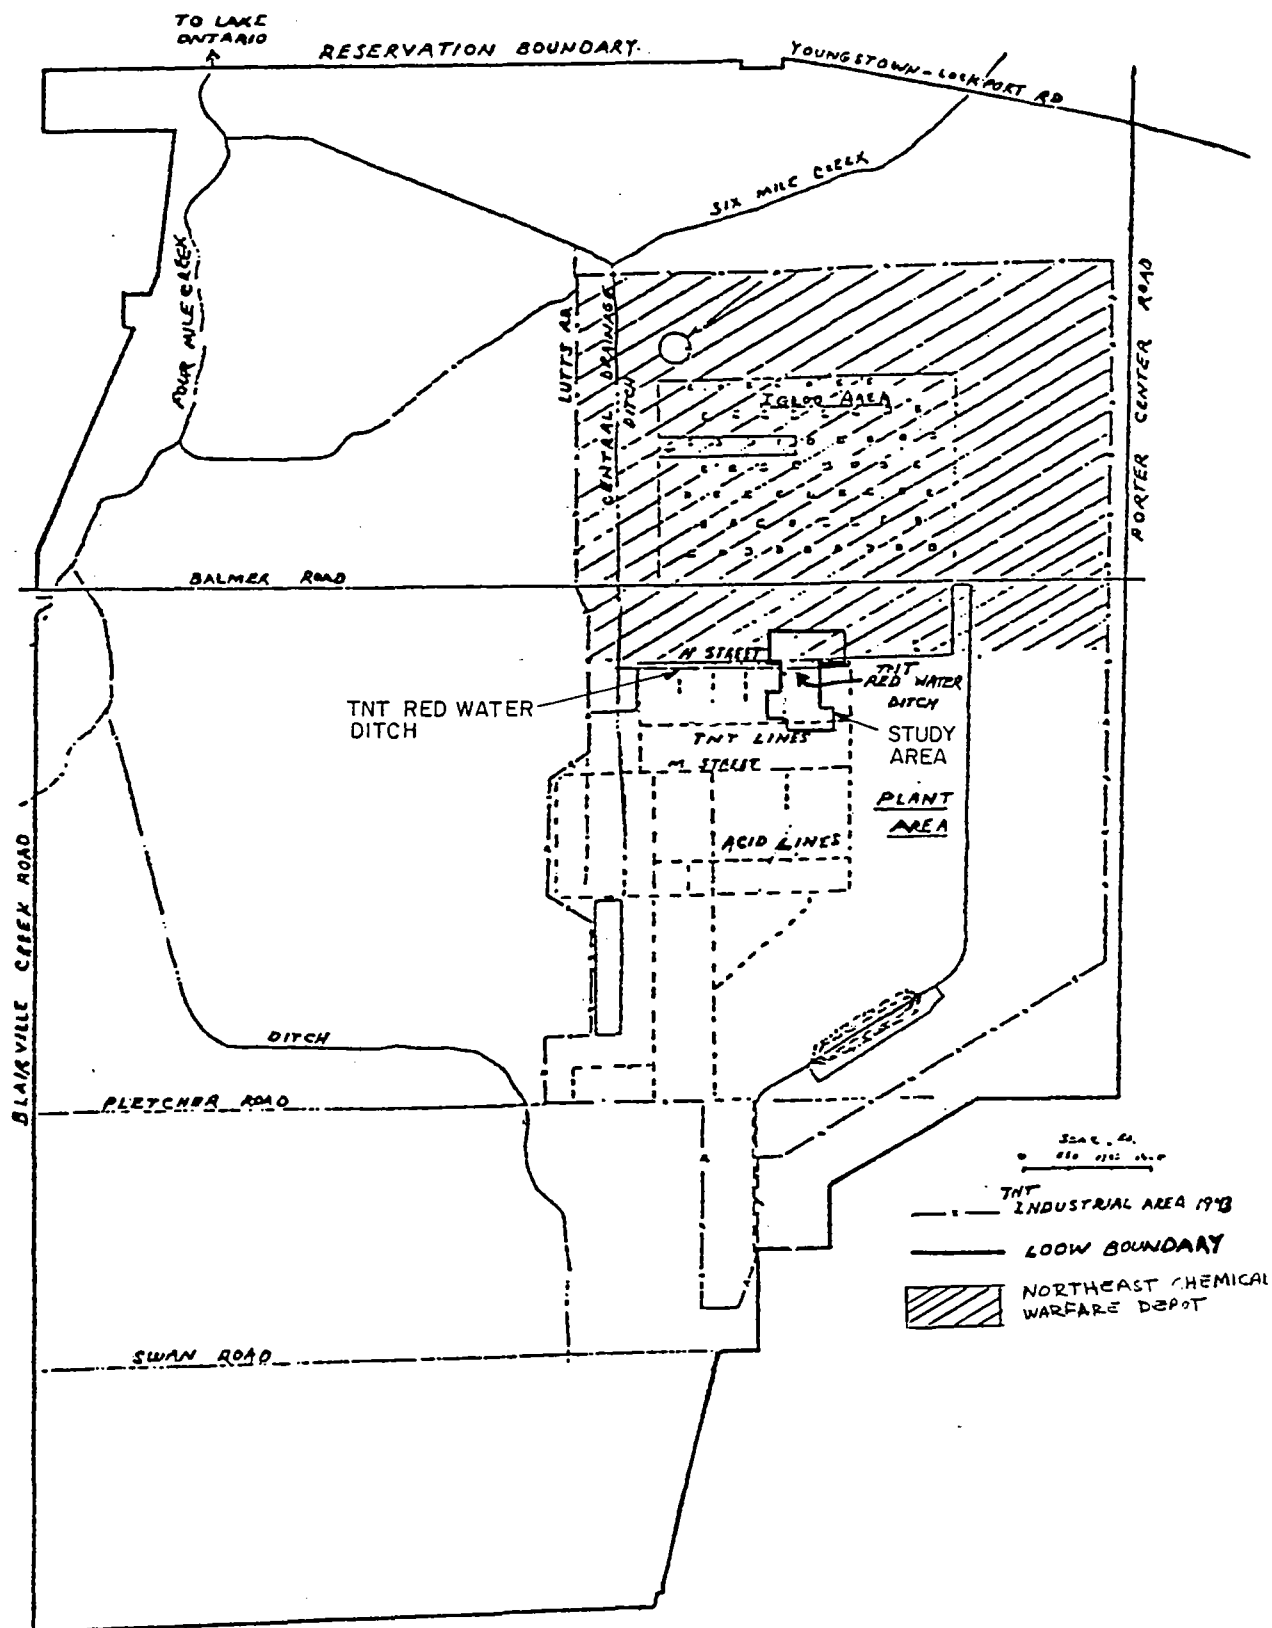 TO LAKE
ONTARIO
RESERVATION BOUNDARY.
YOUNGSTOWN-LOCKPORT RD
SIX MILE CREEK
FOUR MILE CREEK
LUTTS RD
CENTRAL DRAINAGE
DITCH
IGLOO AREA
PORTER CENTER ROAD
BALMER ROAD
N STREET
TNT
RED WATER
DITCH
TNT RED WATER
DITCH
STUDY
AREA
TNT LINES
M STREET
PLANT
AREA
ACID LINES
BLAIRVILLE CREEK ROAD
DITCH
PLETCHER ROAD
TNT
INDUSTRIAL AREA 1943
LOOW BOUNDARY
NORTHEAST CHEMICAL
WARFARE DEPOT
SWAN ROAD